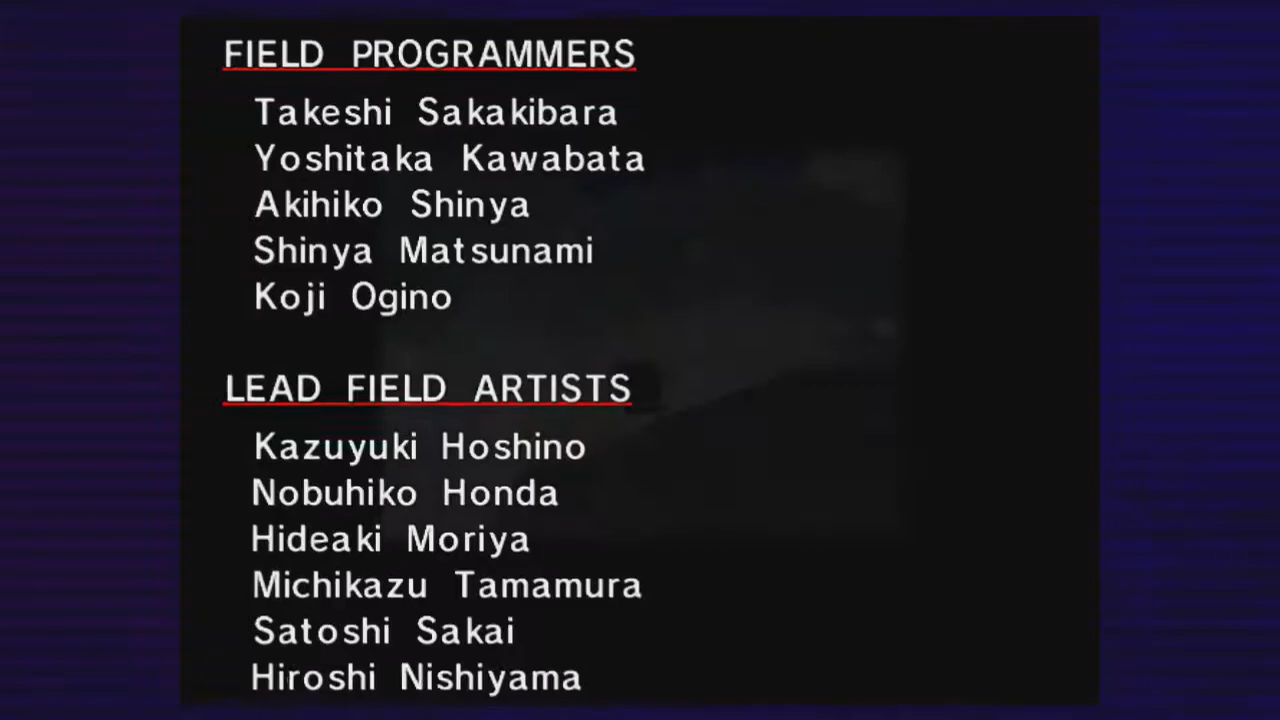 FIELD PROGRAMMERS
Takeshi Sakakibara
Yoshitaka Kawabata
Akihiko Shinya
Shinya Matsunami
Koji Ogino
LEAD FIELD ARTISTS
Kazuyuki Hoshino
Nobuhiko Honda
Hideaki Moriya
Michikazu Tamamura
Satoshi Sakai
Hiroshi Nishiyama